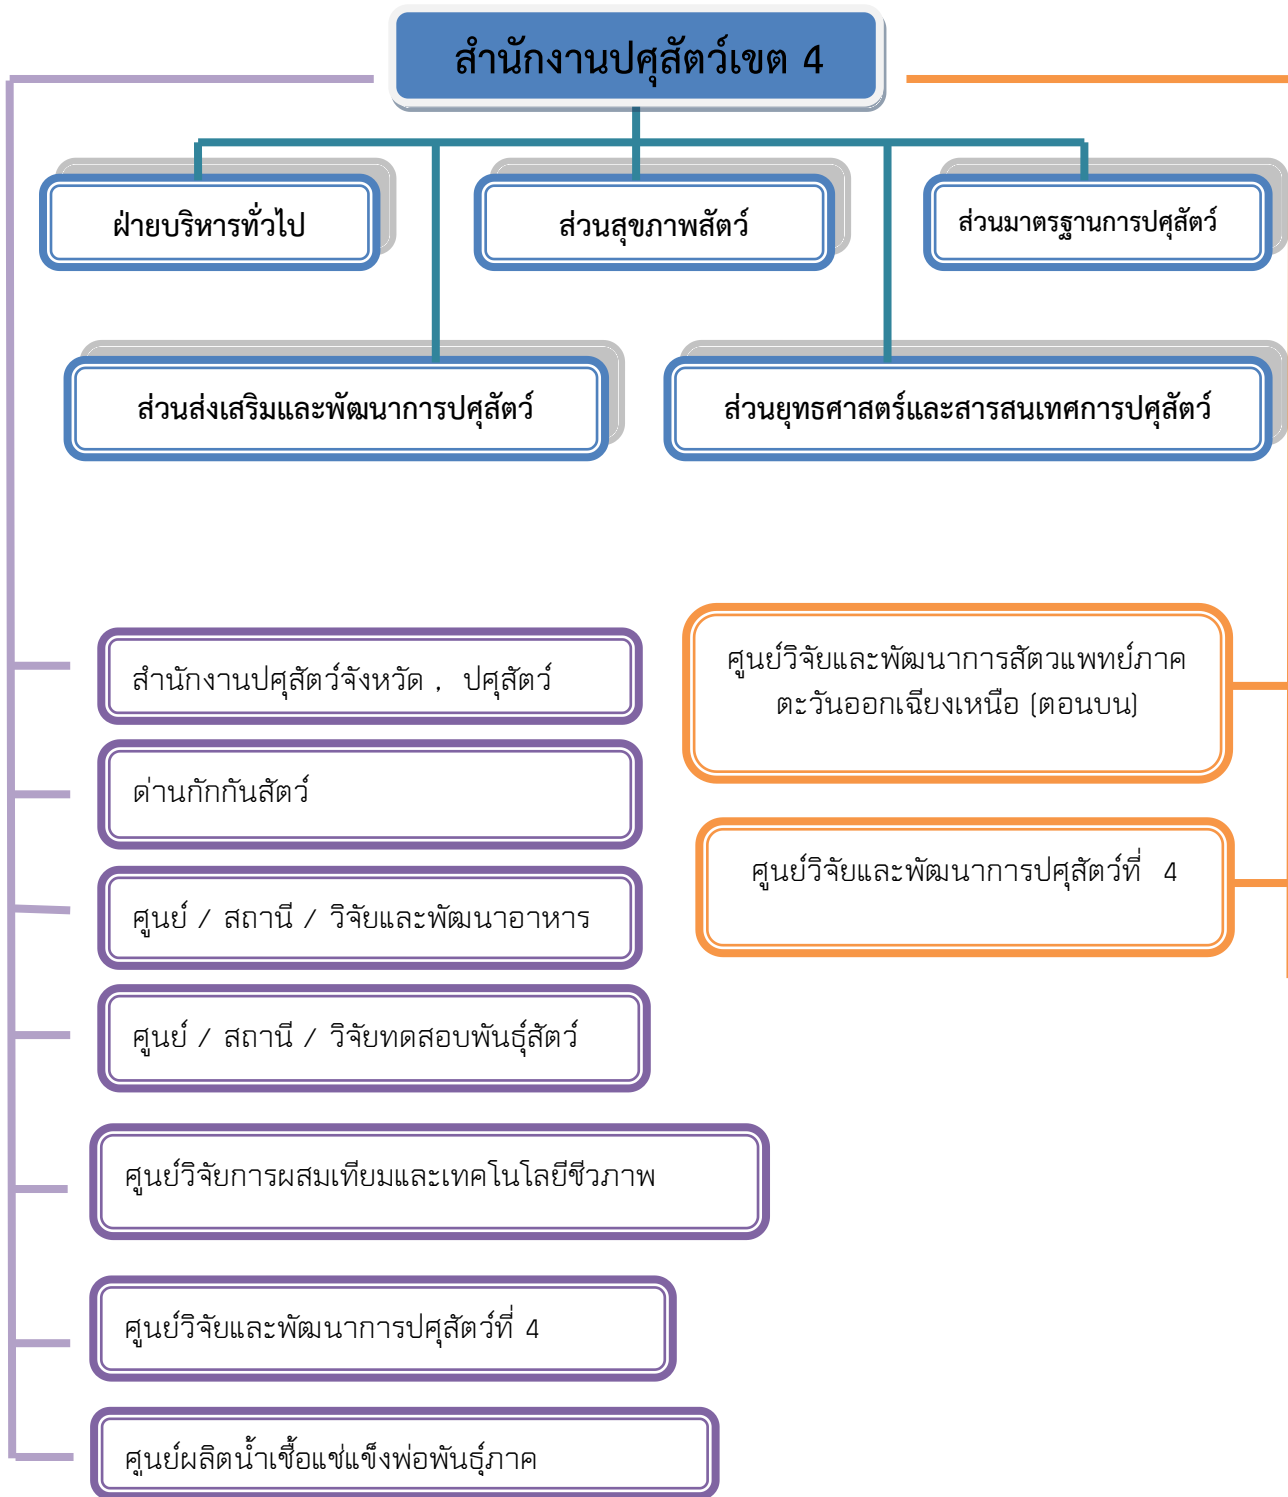 สำนักงานปศุสัตว์เขต 4
ฝ่ายบริหารทั่วไป
ส่วนสุขภาพสัตว์
ส่วนมาตรฐานการปศุสัตว์
ส่วนส่งเสริมและพัฒนาการปศุสัตว์
ส่วนยุทธศาสตร์และสารสนเทศการปศุสัตว์
สำนักงานปศุสัตว์จังหวัด , ปศุสัตว์
ด่านกักกันสัตว์
ศูนย์ / สถานี / วิจัยและพัฒนาอาหาร
ศูนย์ / สถานี / วิจัยทดสอบพันธุ์สัตว์
ศูนย์วิจัยการผสมเทียมและเทคโนโลยีชีวภาพ
ศูนย์วิจัยและพัฒนาการปศุสัตว์ที่ 4
ศูนย์ผลิตน้ำเชื้อแช่แข็งพ่อพันธุ์ภาค
ศูนย์วิจัยและพัฒนาการสัตวแพทย์ภาค
ตะวันออกเฉียงเหนือ (ตอนบน)
ศูนย์วิจัยและพัฒนาการปศุสัตว์ที่ 4